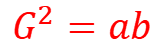 G² = ab